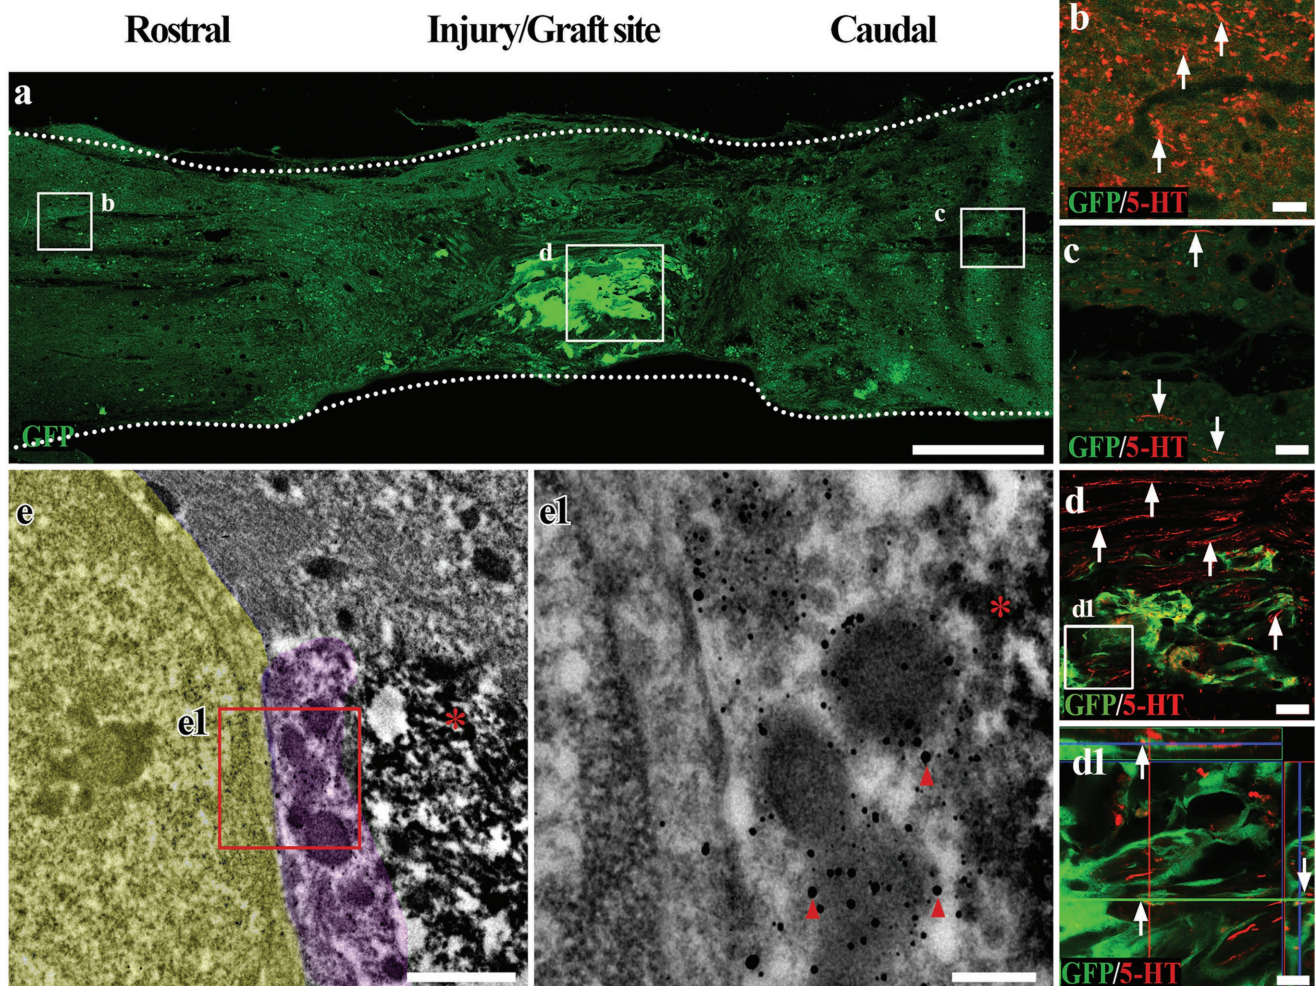 Rostral Injury/Graft site Caudal
a
b
c
d
GFP
b
GFP/5-HT
c
GFP/5-HT
d
d1
GFP/5-HT
e
e1
e1
*
*
d1
GFP/5-HT